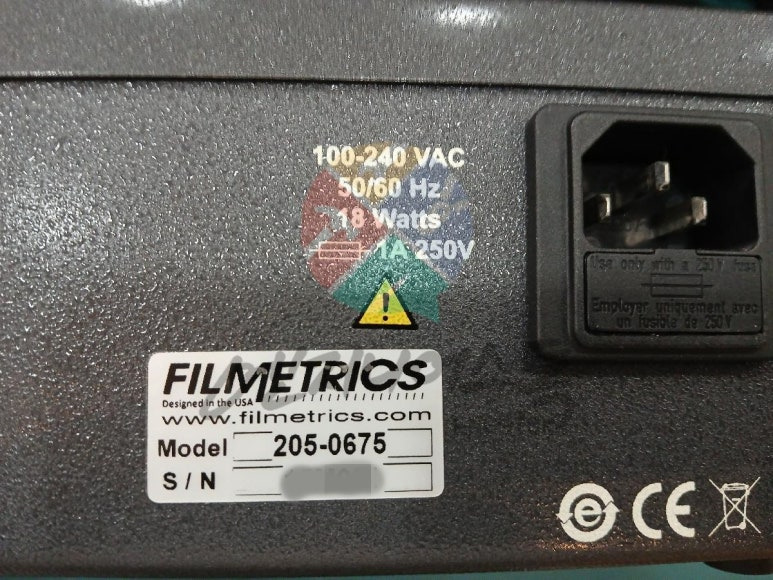 100-240 VAC
50/60 Hz
18 Watts
1A 250V
Use only with a 250V fuse
Employer uniquement avec
un fusible de 250V
FILMETRICS
Designed in the USA
www.filmetrics.com
Model 205-0675
S/N
e CE